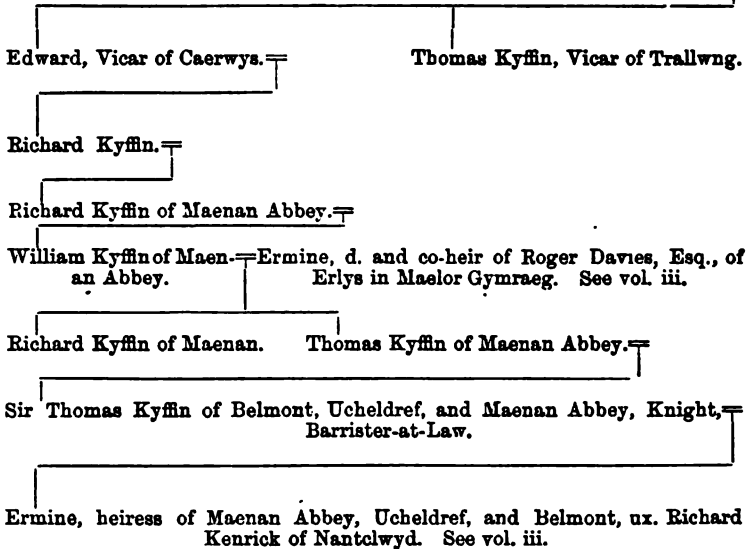 Edward, Vicar of Caerwys. Thomas Kyffin, Vicar of Trallwng.
Richard Kyffin.
Richard Kyffin of Maenan Abbey.
William Kyffin of Maen- Ermine, d. and co-heir of Roger Davies, Esq., of
an Abbey. Erlys in Maelor Gymraeg. See vol. iii.
Richard Kyffin of Maenan. Thomas Kyffin of Maenan Abbey.
Sir Thomas Kyffin of Belmont, Ucheldref, and Maenan Abbey, Knight,
Barrister-at-Law.
Ermine, heiress of Maenan Abbey, Ucheldref, and Belmont, ux. Richard
Kenrick of Nantclwyd. See vol. iii.